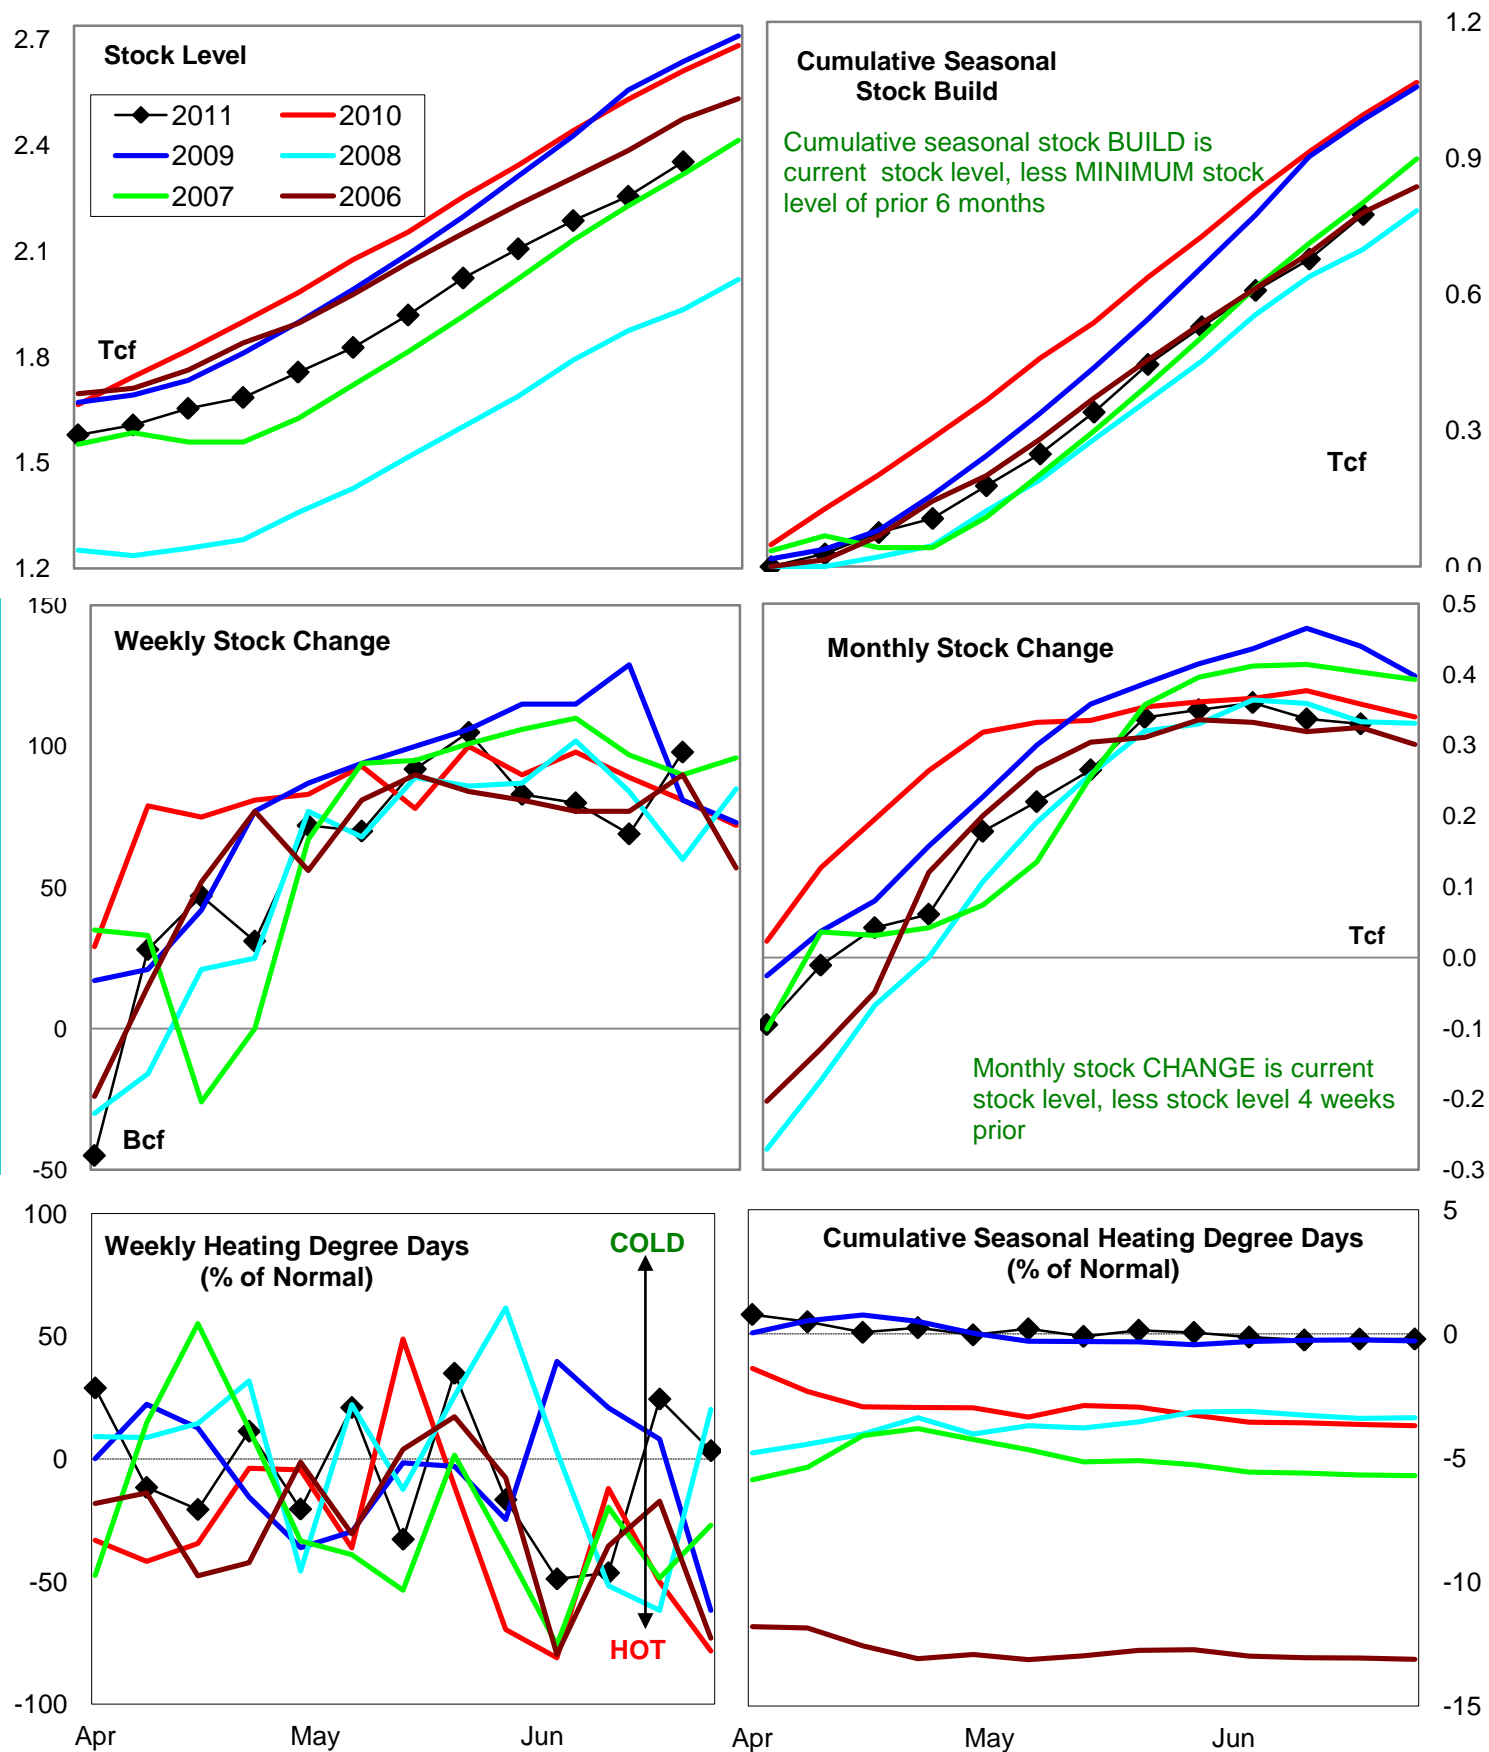 Stock Level
2.7
2.4
2.1
1.8
1.5
1.2
2011
2010
2009
2008
2007
2006
Tcf
Cumulative Seasonal
Stock Build
Cumulative seasonal stock BUILD is
current stock level, less MINIMUM stock
level of prior 6 months
Tcf
1.2
0.9
0.6
0.3
0.0
Weekly Stock Change
150
100
50
0
-50
Bcf
Monthly Stock Change
Tcf
Monthly stock CHANGE is current
stock level, less stock level 4 weeks
prior
0.5
0.4
0.3
0.2
0.1
0.0
-0.1
-0.2
-0.3
Weekly Heating Degree Days
(% of Normal)
COLD
HOT
100
50
0
-50
-100
Apr
May
Jun
Cumulative Seasonal Heating Degree Days
(% of Normal)
5
0
-5
-10
-15
Apr
May
Jun